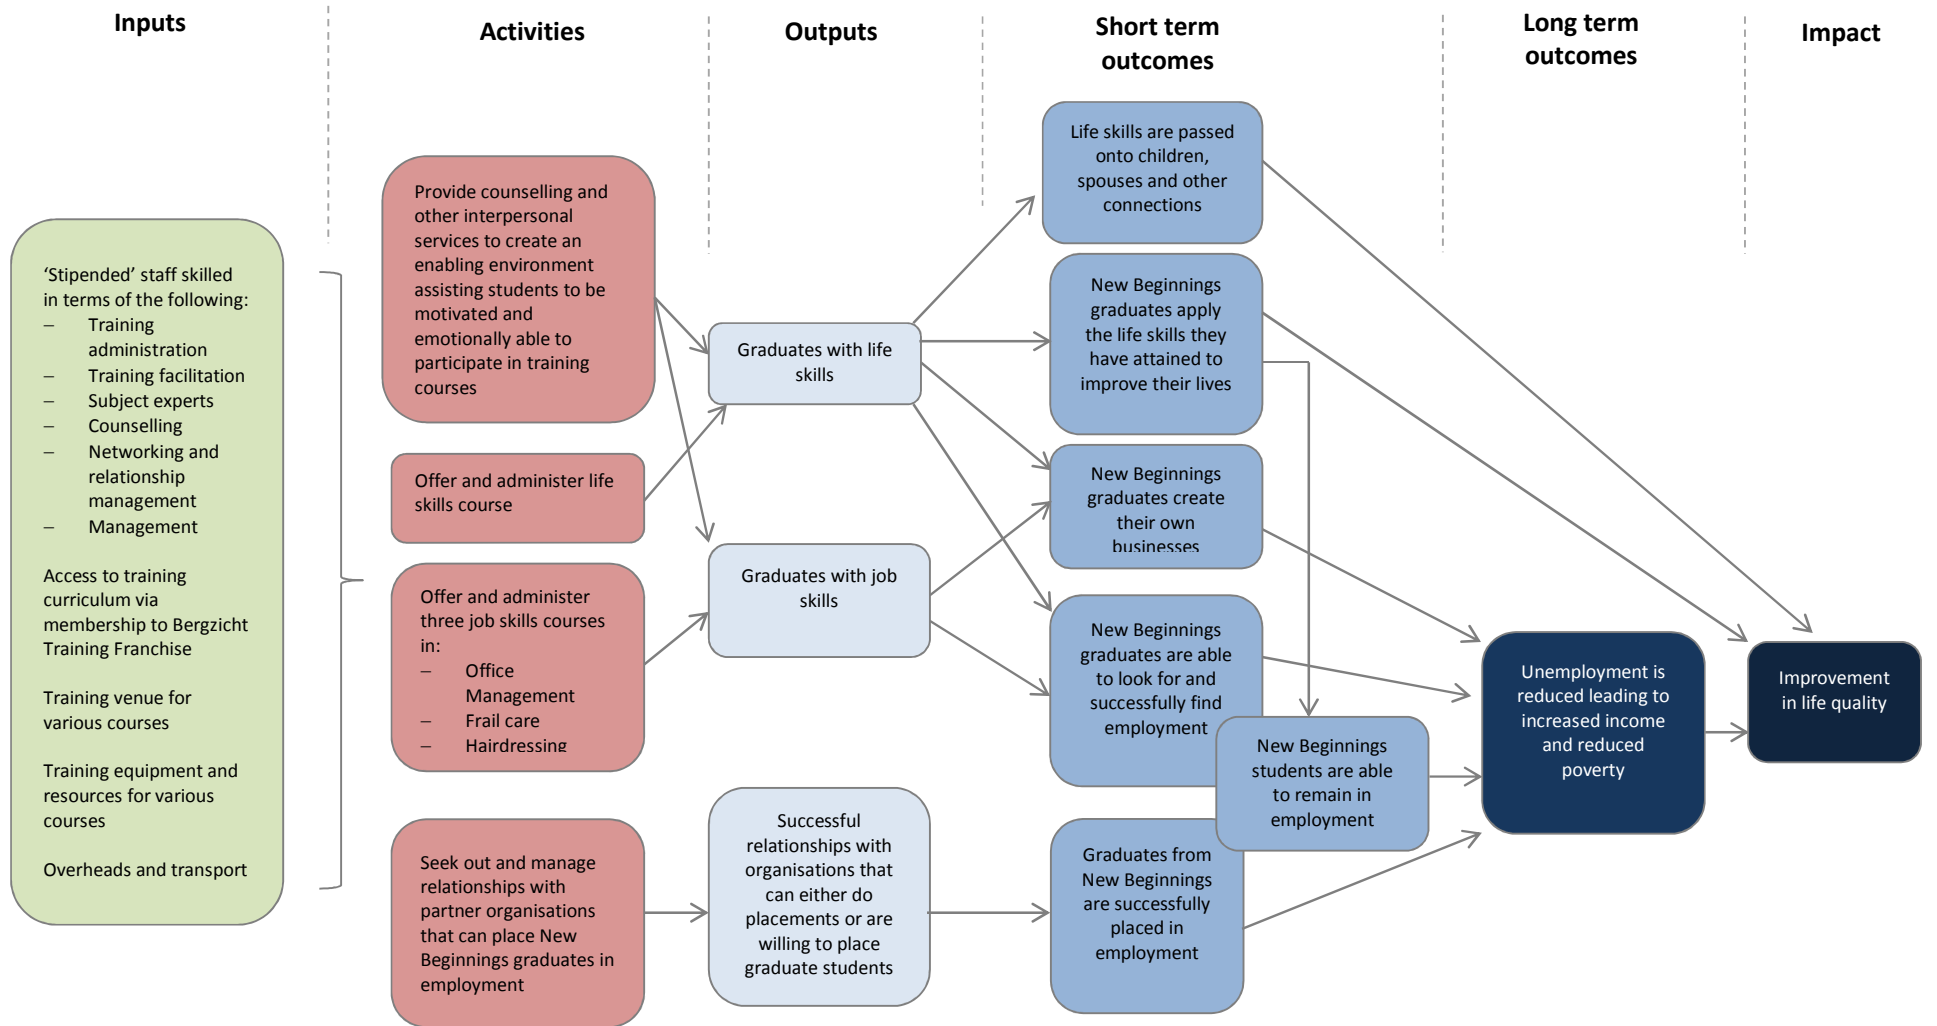 Inputs
Activities
Outputs
Short term
outcomes
Long term
outcomes
Impact
‘Stipended’ staff skilled
in terms of the following:
– Training
administration
– Training facilitation
– Subject experts
– Counselling
– Networking and
relationship
management
– Management
Access to training
curriculum via
membership to Bergzicht
Training Franchise
Training venue for
various courses
Training equipment and
resources for various
courses
Overheads and transport
Provide counselling and
other interpersonal
services to create an
enabling environment
assisting students to be
motivated and
emotionally able to
participate in training
courses
Offer and administer life
skills course
Offer and administer
three job skills courses
in:
– Office
Management
– Frail care
– Hairdressing
Seek out and manage
relationships with
partner organisations
that can place New
Beginnings graduates in
employment
Graduates with life
skills
Graduates with job
skills
Successful
relationships with
organisations that
can either do
placements or are
willing to place
graduate students
Life skills are passed
onto children,
spouses and other
connections
New Beginnings
graduates apply
the life skills they
have attained to
improve their lives
New Beginnings
graduates create
their own
businesses
New Beginnings
graduates are able
to look for and
successfully find
employment
New Beginnings
students are able
to remain in
employment
Graduates from
New Beginnings
are successfully
placed in
employment
Unemployment is
reduced leading to
increased income
and reduced
poverty
Improvement
in life quality